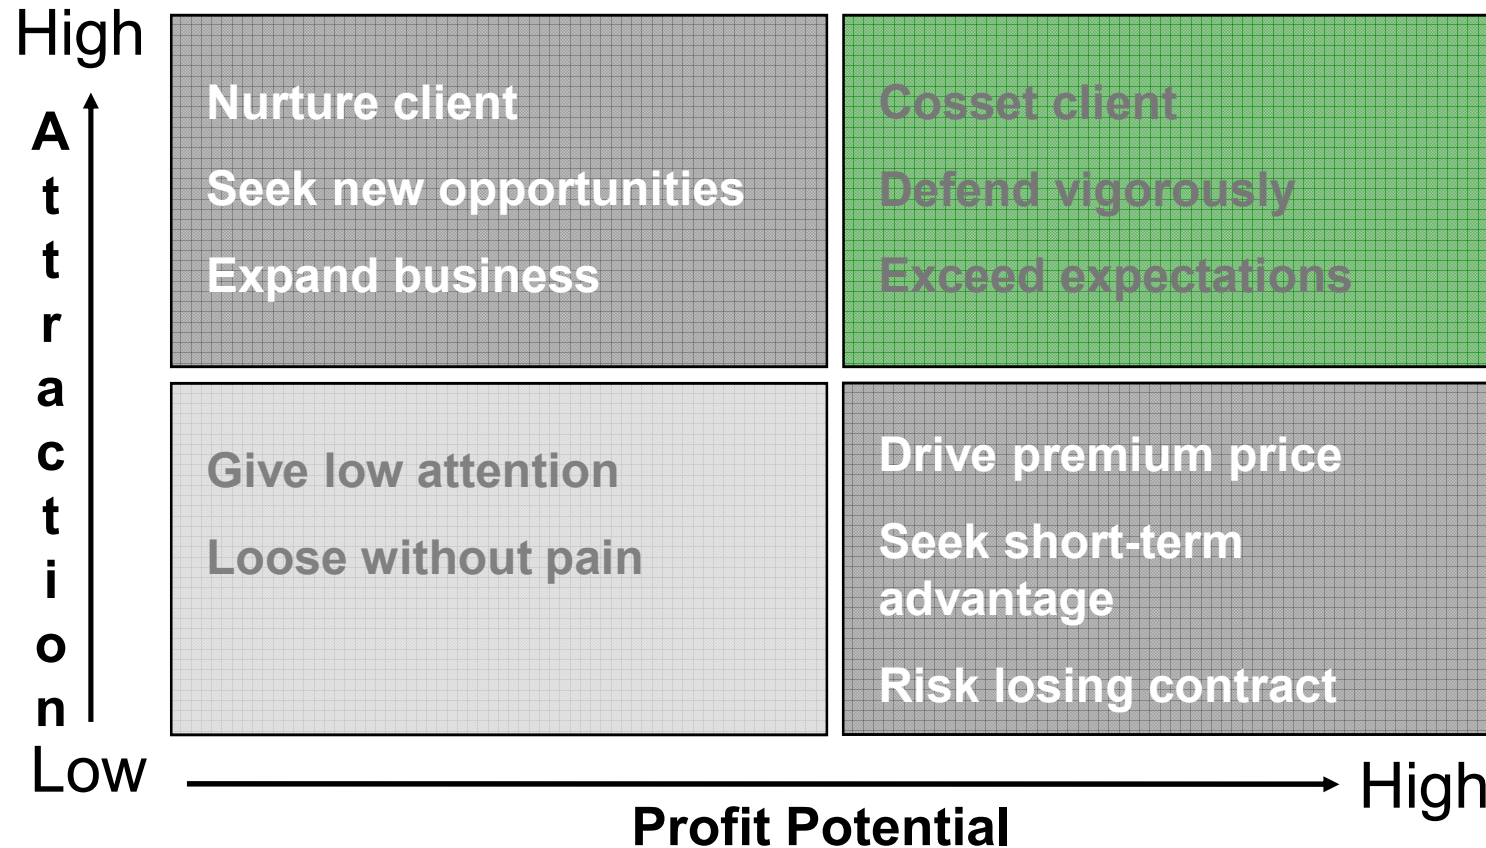 High
Attraction
Nurture client
Seek new opportunities
Expand business
Cosset client
Defend vigorously
Exceed expectations
Give low attention
Loose without pain
Drive premium price
Seek short-term
advantage
Risk losing contract
Low
High
Profit Potential